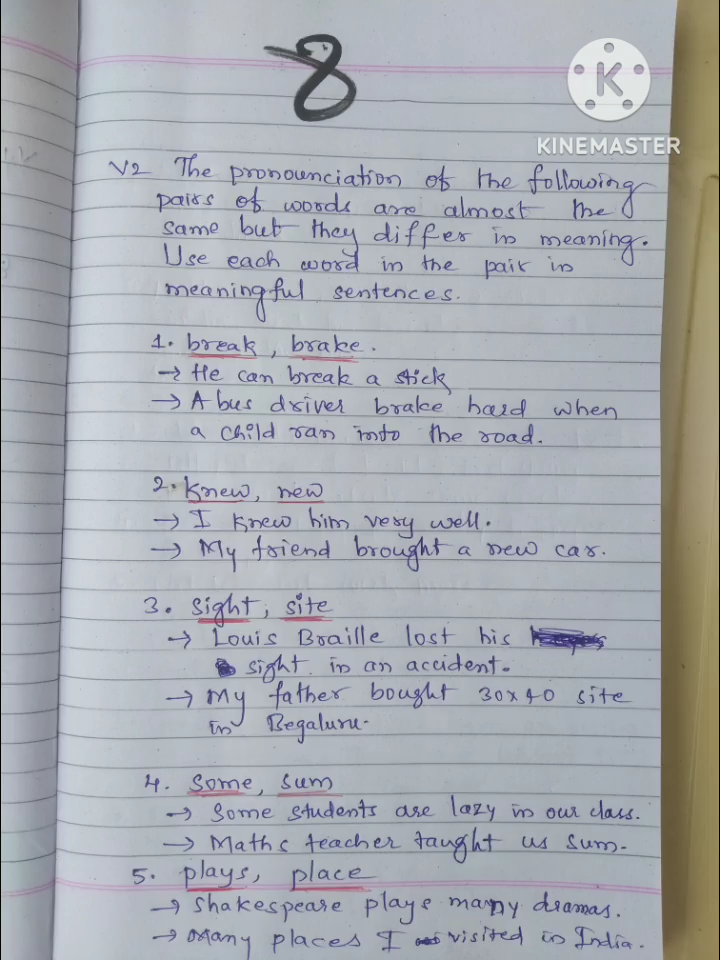 8
K
KINEMASTER
V2 The pronounciation of the following
pairs of words are almost the
same but they differ in meaning.
Use each word in the pair in
meaningful sentences.
1. break, brake.
→ He can break a stick
→ A bus driver brake hard when
a child ran into the road.
2. Knew, new
→ I knew him very well.
→ My friend brought a new car.
3. Sight, site
→ Louis Braille lost his
sight in an accident.
→ My father bought 30x40 site
in Begaluru.
4. Some, sum
→ Some students are lazy in our class.
→ Maths teacher taught us sum.
5. plays, place
→ Shakespeare plays many dramas.
→ Many places I visited in India.